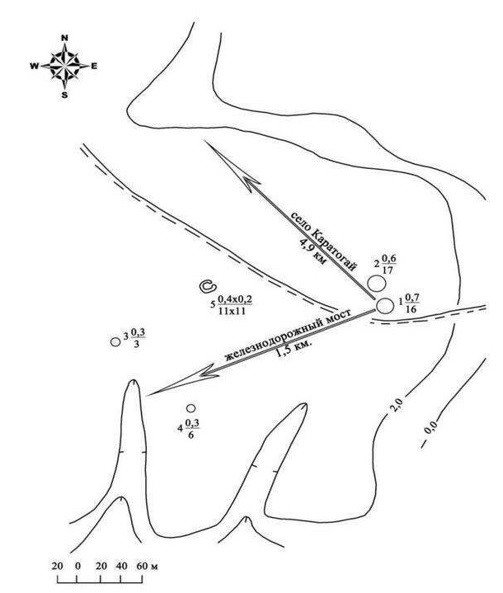 N
W E
S
село Каратогай
4,9 км
2 0,6
17
1 0,7
16
5 0,4x0,2
11x11
железнодорожный мост
1,5 км.
3 0,3
3
4 0,3
6
2,0
0,0
20 0 20 40 60 м